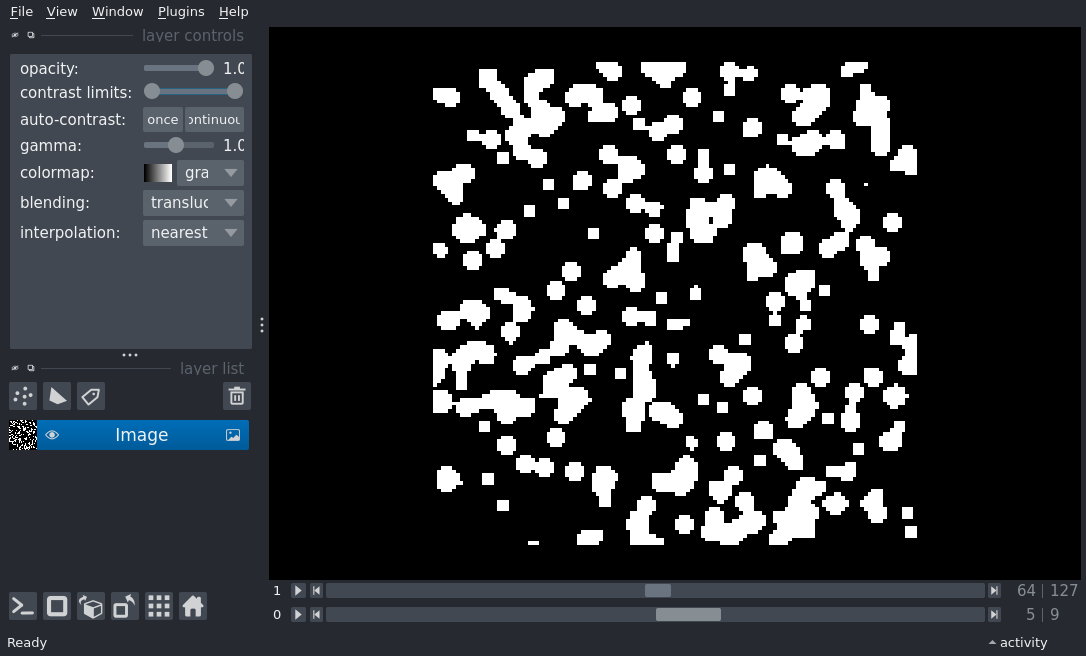 File View Window Plugins Help
layer controls
opacity: 1.0
contrast limits:
auto-contrast: once ontinuou
gamma: 1.0
colormap: gra
blending: transluc
interpolation: nearest
layer list
Image
1 64 | 127
0 5 | 9
Ready activity